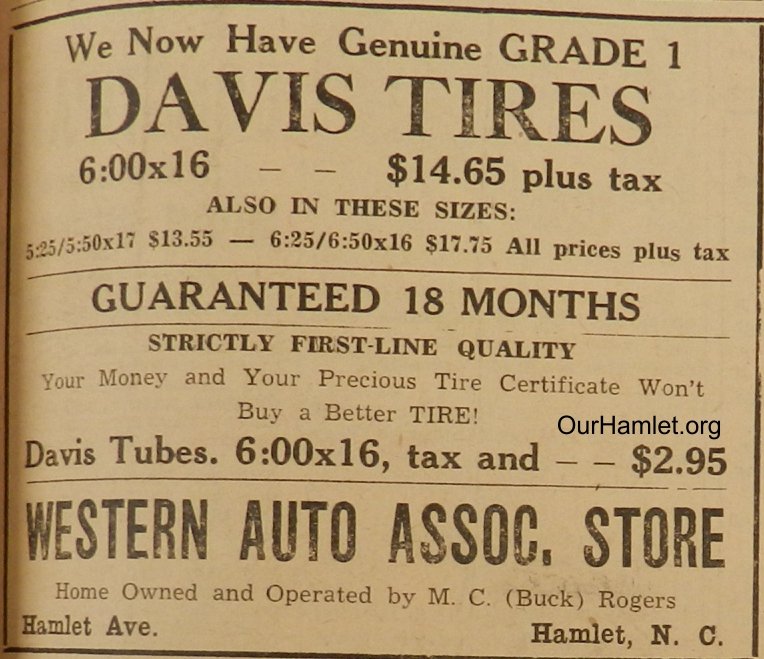 We Now Have Genuine GRADE 1
DAVIS TIRES
6:00x16 – – $14.65 plus tax
ALSO IN THESE SIZES:
5:25/5:50x17 $13.55 — 6:25/6:50x16 $17.75 All prices plus tax
GUARANTEED 18 MONTHS
STRICTLY FIRST-LINE QUALITY
Your Money and Your Precious Tire Certificate Won't
Buy a Better TIRE!
OurHamlet.org
Davis Tubes. 6:00x16, tax and – – $2.95
WESTERN AUTO ASSOC. STORE
Home Owned and Operated by M. C. (Buck) Rogers
Hamlet Ave. Hamlet, N. C.